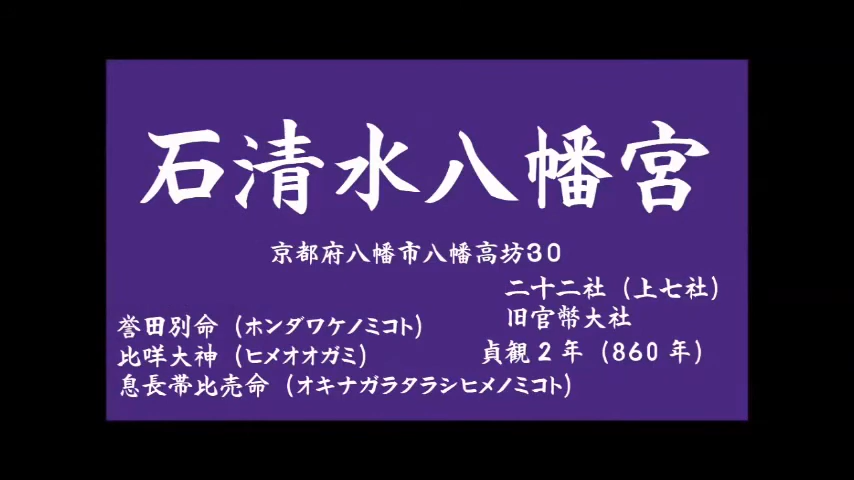 石清水八幡宮
京都府八幡市八幡高坊30
二十二社（上七社）
旧官幣大社
貞観2年（860年）
誉田別命（ホンダワケノミコト）
比咩大神（ヒメオオガミ）
息長帯比売命（オキナガラタラシヒメノミコト）